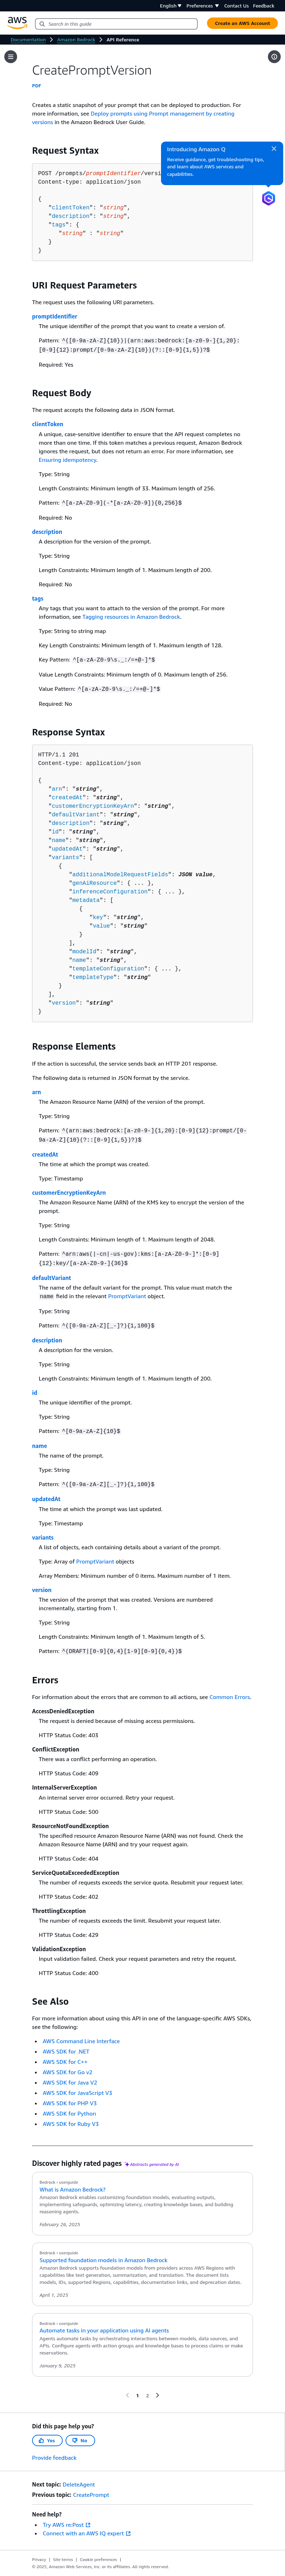 English Preferences Contact Us Feedback
aws
Search in this guide
Create an AWS Account
Documentation Amazon Bedrock API Reference
CreatePromptVersion
PDF
Creates a static snapshot of your prompt that can be deployed to production. For
more information, see Deploy prompts using Prompt management by creating
versions in the Amazon Bedrock User Guide.
Introducing Amazon Q
Receive guidance, get troubleshooting tips,
and learn about AWS services and
capabilities.
Request Syntax
POST /prompts/promptIdentifier/versi
Content-type: application/json
{
"clientToken": "string",
"description": "string",
"tags": {
"string" : "string"
}
}
URI Request Parameters
The request uses the following URI parameters.
promptIdentifier
The unique identifier of the prompt that you want to create a version of.
Pattern: ^([0-9a-zA-Z]{10})|(arn:aws:bedrock:[a-z0-9-]{1,20}:
[0-9]{12}:prompt/[0-9a-zA-Z]{10})(?::[0-9]{1,5})?$
Required: Yes
Request Body
The request accepts the following data in JSON format.
clientToken
A unique, case-sensitive identifier to ensure that the API request completes no
more than one time. If this token matches a previous request, Amazon Bedrock
ignores the request, but does not return an error. For more information, see
Ensuring idempotency.
Type: String
Length Constraints: Minimum length of 33. Maximum length of 256.
Pattern: ^[a-zA-Z0-9](-*[a-zA-Z0-9]){0,256}$
Required: No
description
A description for the version of the prompt.
Type: String
Length Constraints: Minimum length of 1. Maximum length of 200.
Required: No
tags
Any tags that you want to attach to the version of the prompt. For more
information, see Tagging resources in Amazon Bedrock.
Type: String to string map
Key Length Constraints: Minimum length of 1. Maximum length of 128.
Key Pattern: ^[a-zA-Z0-9\s._:/=+@-]*$
Value Length Constraints: Minimum length of 0. Maximum length of 256.
Value Pattern: ^[a-zA-Z0-9\s._:/=+@-]*$
Required: No
Response Syntax
HTTP/1.1 201
Content-type: application/json
{
"arn": "string",
"createdAt": "string",
"customerEncryptionKeyArn": "string",
"defaultVariant": "string",
"description": "string",
"id": "string",
"name": "string",
"updatedAt": "string",
"variants": [
{
"additionalModelRequestFields": JSON value,
"genAiResource": { ... },
"inferenceConfiguration": { ... },
"metadata": [
{
"key": "string",
"value": "string"
}
],
"modelId": "string",
"name": "string",
"templateConfiguration": { ... },
"templateType": "string"
}
],
"version": "string"
}
Response Elements
If the action is successful, the service sends back an HTTP 201 response.
The following data is returned in JSON format by the service.
arn
The Amazon Resource Name (ARN) of the version of the prompt.
Type: String
Pattern: ^(arn:aws:bedrock:[a-z0-9-]{1,20}:[0-9]{12}:prompt/[0-
9a-zA-Z]{10}(?::[0-9]{1,5})?)$
createdAt
The time at which the prompt was created.
Type: Timestamp
customerEncryptionKeyArn
The Amazon Resource Name (ARN) of the KMS key to encrypt the version of the
prompt.
Type: String
Length Constraints: Minimum length of 1. Maximum length of 2048.
Pattern: ^arn:aws(|-cn|-us-gov):kms:[a-zA-Z0-9-]*:[0-9]
{12}:key/[a-zA-Z0-9-]{36}$
defaultVariant
The name of the default variant for the prompt. This value must match the
name field in the relevant PromptVariant object.
Type: String
Pattern: ^([0-9a-zA-Z][_-]?){1,100}$
description
A description for the version.
Type: String
Length Constraints: Minimum length of 1. Maximum length of 200.
id
The unique identifier of the prompt.
Type: String
Pattern: ^[0-9a-zA-Z]{10}$
name
The name of the prompt.
Type: String
Pattern: ^([0-9a-zA-Z][_-]?){1,100}$
updatedAt
The time at which the prompt was last updated.
Type: Timestamp
variants
A list of objects, each containing details about a variant of the prompt.
Type: Array of PromptVariant objects
Array Members: Minimum number of 0 items. Maximum number of 1 item.
version
The version of the prompt that was created. Versions are numbered
incrementally, starting from 1.
Type: String
Length Constraints: Minimum length of 1. Maximum length of 5.
Pattern: ^(DRAFT|[0-9]{0,4}[1-9][0-9]{0,4})$
Errors
For information about the errors that are common to all actions, see Common Errors.
AccessDeniedException
The request is denied because of missing access permissions.
HTTP Status Code: 403
ConflictException
There was a conflict performing an operation.
HTTP Status Code: 409
InternalServerException
An internal server error occurred. Retry your request.
HTTP Status Code: 500
ResourceNotFoundException
The specified resource Amazon Resource Name (ARN) was not found. Check the
Amazon Resource Name (ARN) and try your request again.
HTTP Status Code: 404
ServiceQuotaExceededException
The number of requests exceeds the service quota. Resubmit your request later.
HTTP Status Code: 402
ThrottlingException
The number of requests exceeds the limit. Resubmit your request later.
HTTP Status Code: 429
ValidationException
Input validation failed. Check your request parameters and retry the request.
HTTP Status Code: 400
See Also
For more information about using this API in one of the language-specific AWS SDKs,
see the following:
AWS Command Line Interface
AWS SDK for .NET
AWS SDK for C++
AWS SDK for Go v2
AWS SDK for Java V2
AWS SDK for JavaScript V3
AWS SDK for PHP V3
AWS SDK for Python
AWS SDK for Ruby V3
Discover highly rated pages Abstracts generated by AI
Bedrock › userguide
What is Amazon Bedrock?
Amazon Bedrock enables customizing foundation models, evaluating outputs,
implementing safeguards, optimizing latency, creating knowledge bases, and building
reasoning agents.
February 26, 2025
Bedrock › userguide
Supported foundation models in Amazon Bedrock
Amazon Bedrock supports foundation models from providers across AWS Regions with
capabilities like text generation, summarization, and translation. The document lists
models, IDs, supported Regions, capabilities, documentation links, and deprecation dates.
April 1, 2025
Bedrock › userguide
Automate tasks in your application using AI agents
Agents automate tasks by orchestrating interactions between models, data sources, and
APIs. Configure agents with action groups and knowledge bases to process claims or make
reservations.
January 9, 2025
1 2
Did this page help you?
Yes No
Provide feedback
Next topic: DeleteAgent
Previous topic: CreatePrompt
Need help?
Try AWS re:Post
Connect with an AWS IQ expert
Privacy | Site terms | Cookie preferences |
© 2025, Amazon Web Services, Inc. or its affiliates. All rights reserved.